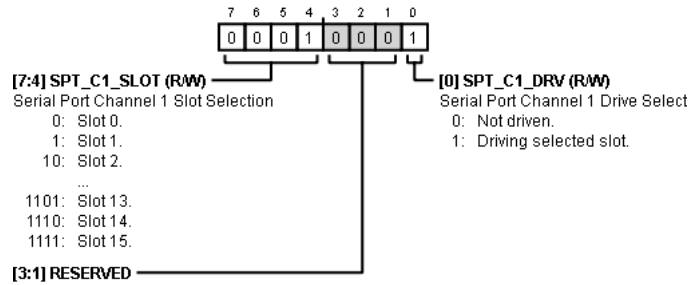 7 6 5 4 3 2 1 0
0 0 0 1 0 0 0 1
[7:4] SPT_C1_SLOT (R/W)
Serial Port Channel 1 Slot Selection
0: Slot 0.
1: Slot 1.
10: Slot 2.
...
1101: Slot 13.
1110: Slot 14.
1111: Slot 15.
[3:1] RESERVED
[0] SPT_C1_DRV (R/W)
Serial Port Channel 1 Drive Select
0: Not driven.
1: Driving selected slot.